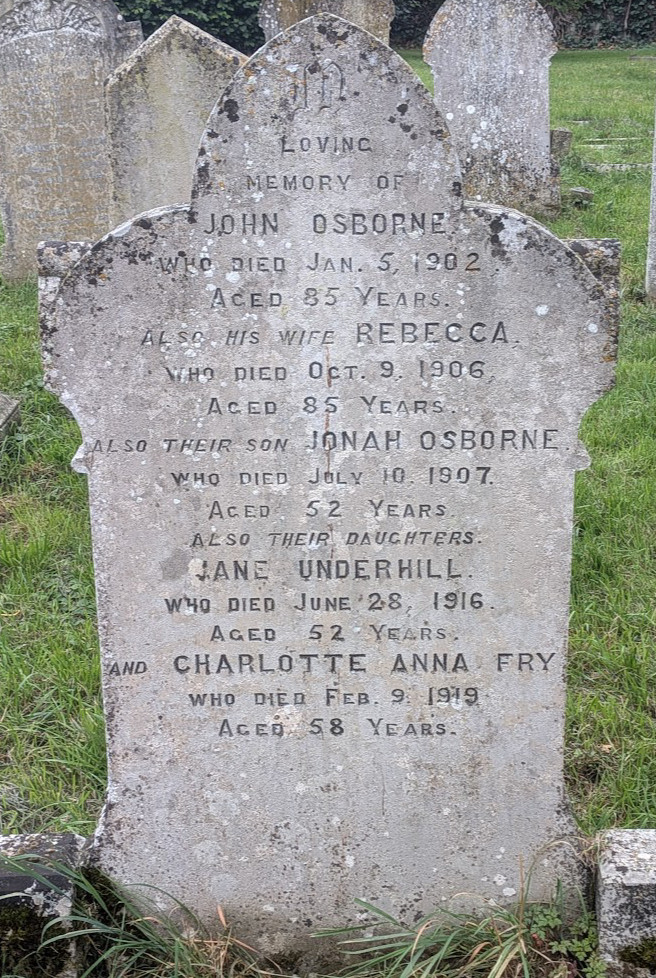 In
LOVING
MEMORY OF
JOHN OSBORNE.
WHO DIED JAN. 5, 1902.
AGED 85 YEARS.
ALSO HIS WIFE REBECCA.
WHO DIED OCT. 9. 1906,
AGED 85 YEARS.
ALSO THEIR SON JONAH OSBORNE.
WHO DIED JULY 10. 1907.
AGED 52 YEARS.
ALSO THEIR DAUGHTERS.
JANE UNDERHILL.
WHO DIED JUNE 28, 1916.
AGED 52 YEARS.
AND CHARLOTTE ANNA FRY
WHO DIED FEB. 9. 1919
AGED 58 YEARS.